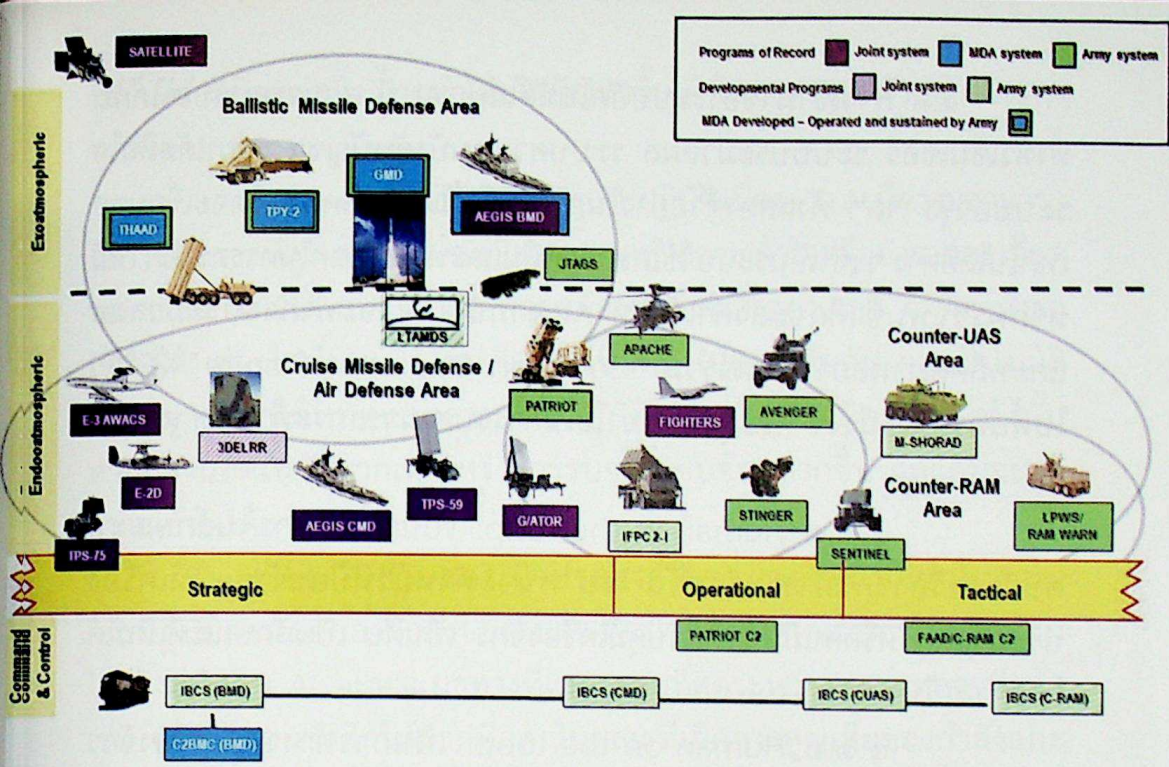 SATELLITE
Programs of Record Joint system MDA system Army system
Developmental Programs Joint system Army system
MDA Developed – Operated and sustained by Army
Exoatmospheric
Ballistic Missile Defense Area
THAAD
TPY-2
GMD
AEGIS BMD
JTAGS
Endoatmospheric
LTAMDS
Cruise Missile Defense /
Air Defense Area
Counter-UAS
Area
E-3 AWACS
3DELRR
PATRIOT
APACHE
FIGHTERS
AVENGER
M-SHORAD
E-2D
AEGIS CMD
TPS-59
G/ATOR
IFPC 2-I
STINGER
Counter-RAM
Area
TPS-75
SENTINEL
LPWS/
RAM WARN
Strategic
Operational
Tactical
Command
& Control
PATRIOT C2
FAAD/C-RAM C2
IBCS (BMD)
IBCS (CMD)
IBCS (CUAS)
IBCS (C-RAM)
C2BMC (BMD)